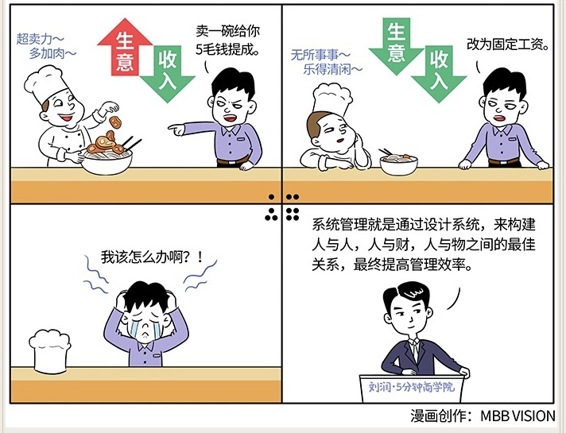 超卖力～
多加肉～
生意
收入
卖一碗给你
5毛钱提成。
无所事事～
乐得清闲～
生意
收入
改为固定工资。
我该怎么办啊?!
系统管理就是通过设计系统，来构建
人与人，人与财，人与物之间的最佳
关系，最终提高管理效率。
刘润·5分钟商学院
漫画创作：MBB VISION